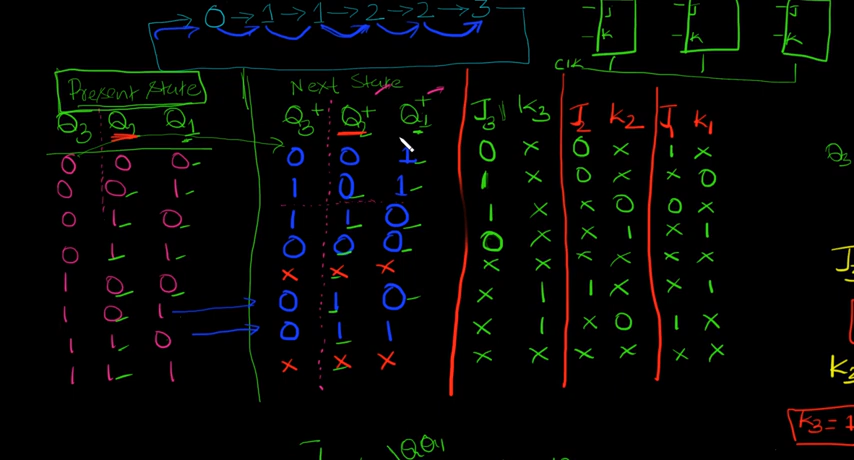 0 → 1 → 1 → 2 → 2 → 3
J J J
K K K
CLK
Present State Next State
Q3 Q2 Q1 Q3+ Q2+ Q1+ J3 K3 J2 K2 J1 K1
0 0 0 0 0 1 0 x 0 x 1 x
0 0 1 1 0 1 1 x 0 x x 0
0 1 0 1 1 0 1 x x 0 0 x
0 1 1 0 0 0 0 x x 1 x 1
1 0 0 x x x x x x x x x
1 0 1 0 1 0 x 1 1 x x 1
1 1 0 0 1 1 x 1 x 0 1 x
1 1 1 x x x x x x x x x
K3 = 1